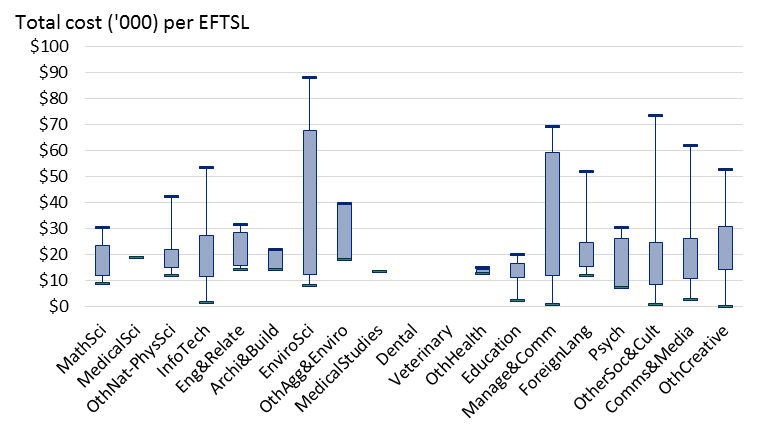 Total cost ('000) per EFTSL
$100
$90
$80
$70
$60
$50
$40
$30
$20
$10
$0
MathSci
MedicalSci
OthNat-PhysSci
InfoTech
Eng&Relate
Archi&Build
EnviroSci
OthAgg&Enviro
MedicalStudies
Dental
Veterinary
OthHealth
Education
Manage&Comm
ForeignLang
Psych
OtherSoc&Cult
Comms&Media
OthCreative